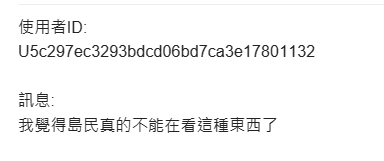 使用者ID:
U5c297ec3293bdcd06bd7ca3e17801132
訊息:
我覺得島民真的不能在看這種東西了